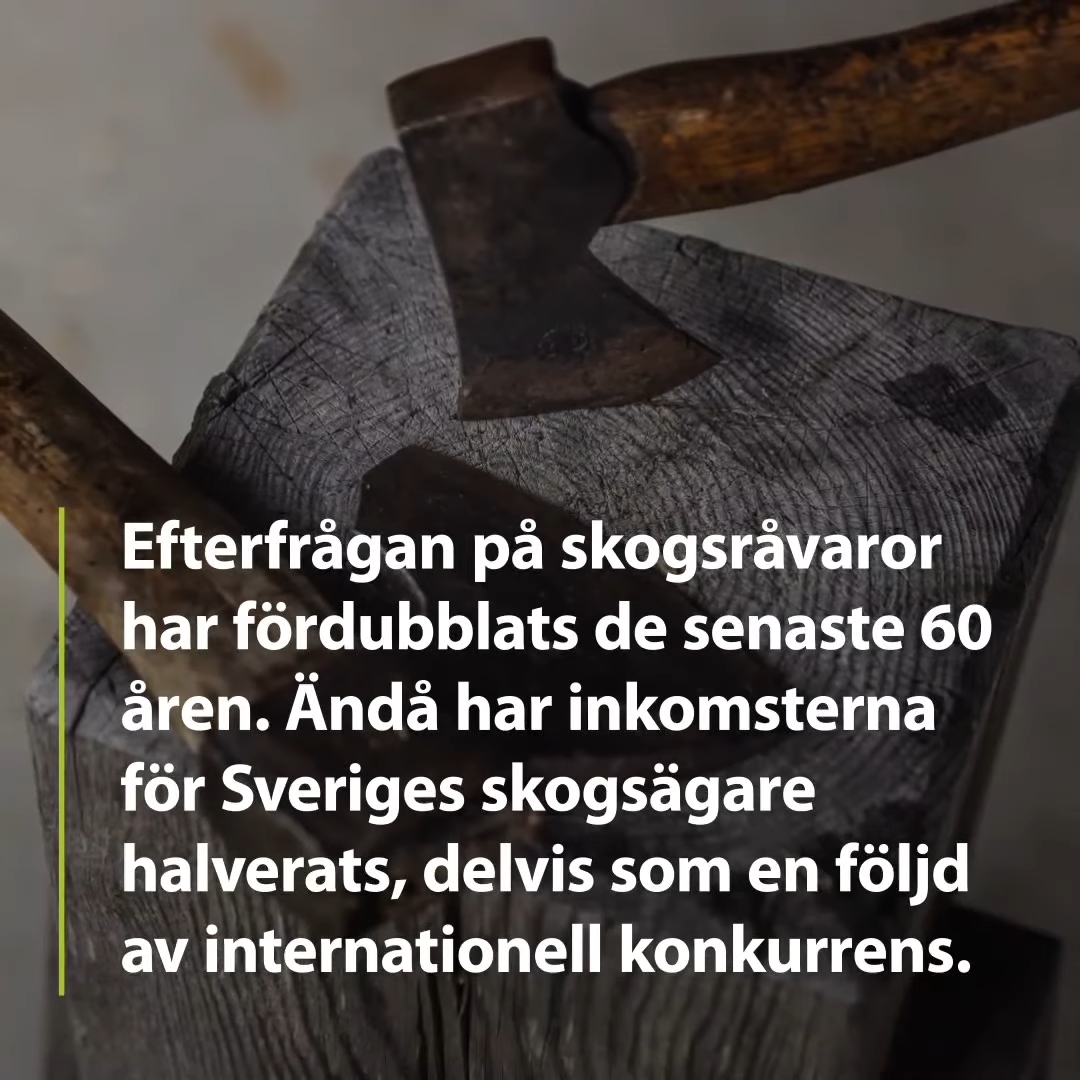 Efterfrågan på skogsråvaror
har fördubblats de senaste 60
åren. Ändå har inkomsterna
för Sveriges skogsägare
halverats, delvis som en följd
av internationell konkurrens.